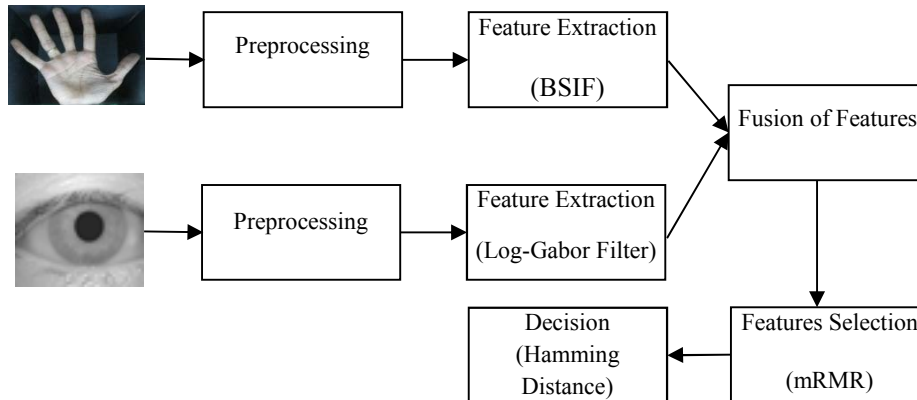 Preprocessing
Feature Extraction
(BSIF)
Fusion of Features
Preprocessing
Feature Extraction
(Log-Gabor Filter)
Decision
(Hamming
Distance)
Features Selection
(mRMR)